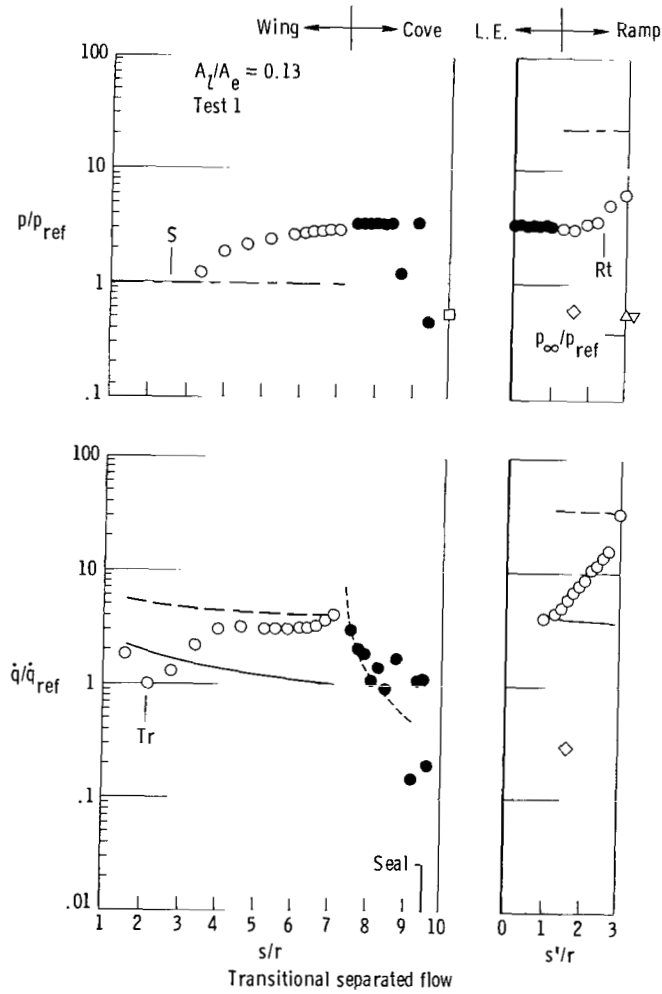 Wing Cove L.E. Ramp
A_l/A_e = 0.13
Test 1
100
10
1
.1
p/p_ref
S
Rt
p_∞/p_ref
100
10
1
.1
.01
q̇/q̇_ref
Tr
Seal
1 2 3 4 5 6 7 8 9 10
s/r
0 1 2 3
s'/r
Transitional separated flow